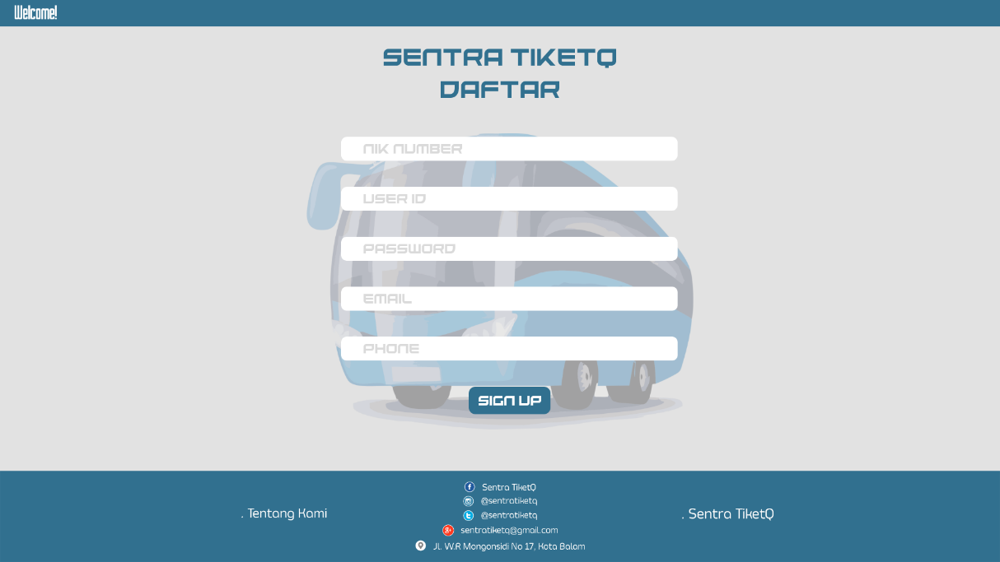 Welcome!
SENTRA TIKETQ
DAFTAR
NIK NUMBER
USER ID
PASSWORD
EMAIL
PHONE
SIGN UP
Sentra TiketQ
@sentratiketq
. Tentang Kami
@sentratiketq
. Sentra TiketQ
sentratiketq@gmail.com
Jl. W.R Mongonsidi No 17, Kota Balam